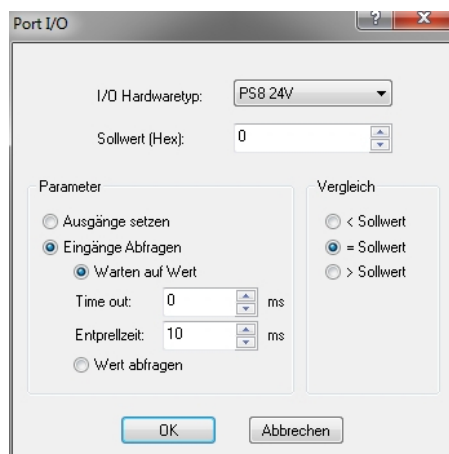 Port I/O
I/O Hardwaretyp: PS8 24V
Sollwert (Hex): 0
Parameter
Ausgänge setzen
Eingänge Abfragen
Warten auf Wert
Time out: 0 ms
Entprellzeit: 10 ms
Wert abfragen
Vergleich
< Sollwert
= Sollwert
> Sollwert
OK
Abbrechen